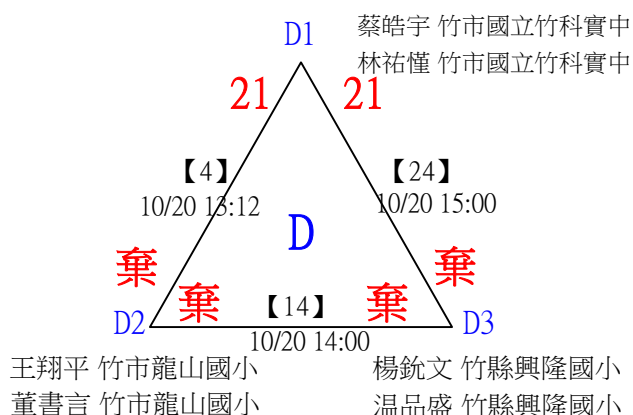 D1
蔡皓宇 竹市國立竹科實中
林祐慬 竹市國立竹科實中
21 21
【4】 【24】
10/20 13:12 10/20 15:00
D
棄 棄
棄 【14】 棄
D2 D3
10/20 14:00
王翔平 竹市龍山國小 楊銃文 竹縣興隆國小
董書言 竹市龍山國小 温品盛 竹縣興隆國小